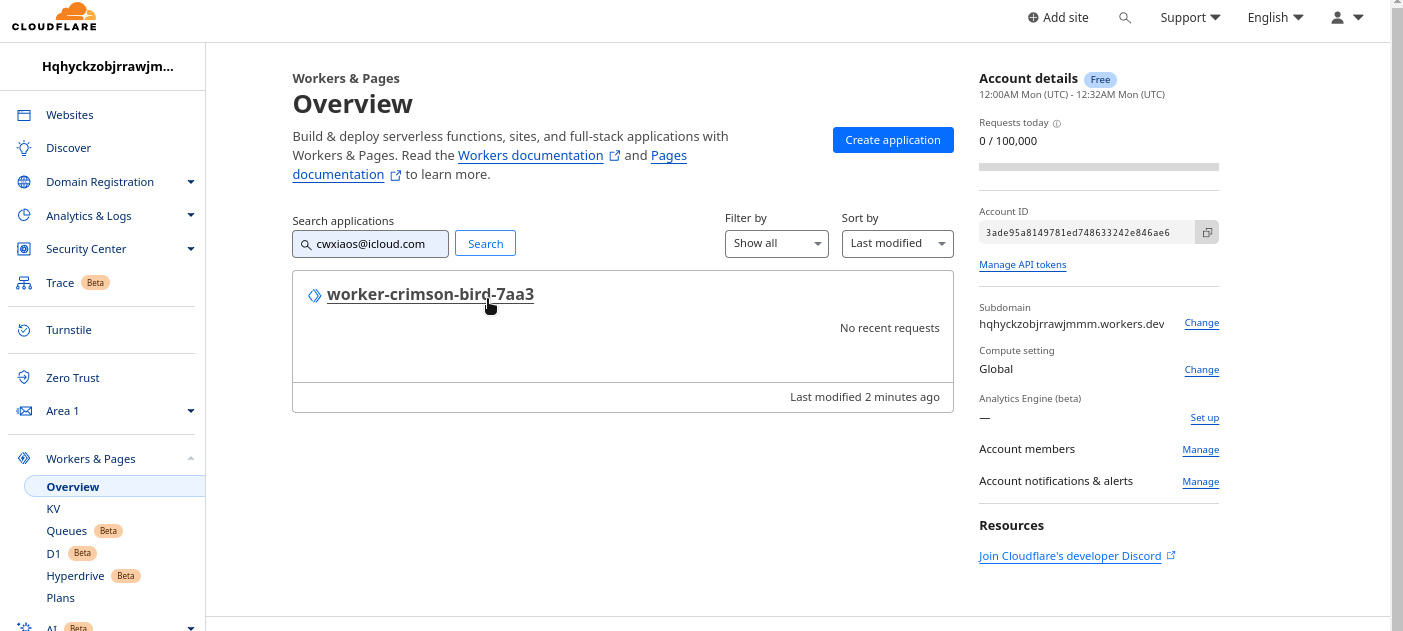 CLOUDFLARE
Add site
Support
English
Hqhyckzobjrrawjm...
Websites
Discover
Domain Registration
Analytics & Logs
Security Center
Trace Beta
Turnstile
Zero Trust
Area 1
Workers & Pages
Overview
KV
Queues Beta
D1 Beta
Hyperdrive Beta
Plans
AI Beta
Workers & Pages
Overview
Build & deploy serverless functions, sites, and full-stack applications with
Workers & Pages. Read the Workers documentation and Pages
documentation to learn more.
Create application
Search applications
cwxiaos@icloud.com
Search
Filter by
Show all
Sort by
Last modified
worker-crimson-bird-7aa3
No recent requests
Last modified 2 minutes ago
Account details Free
12:00AM Mon (UTC) - 12:32AM Mon (UTC)
Requests today
0 / 100,000
Account ID
3ade95a8149781ed748633242e846ae6
Manage API tokens
Subdomain
hqhyckzobjrrawjmmm.workers.dev Change
Compute setting
Global Change
Analytics Engine (beta)
— Set up
Account members Manage
Account notifications & alerts Manage
Resources
Join Cloudflare's developer Discord